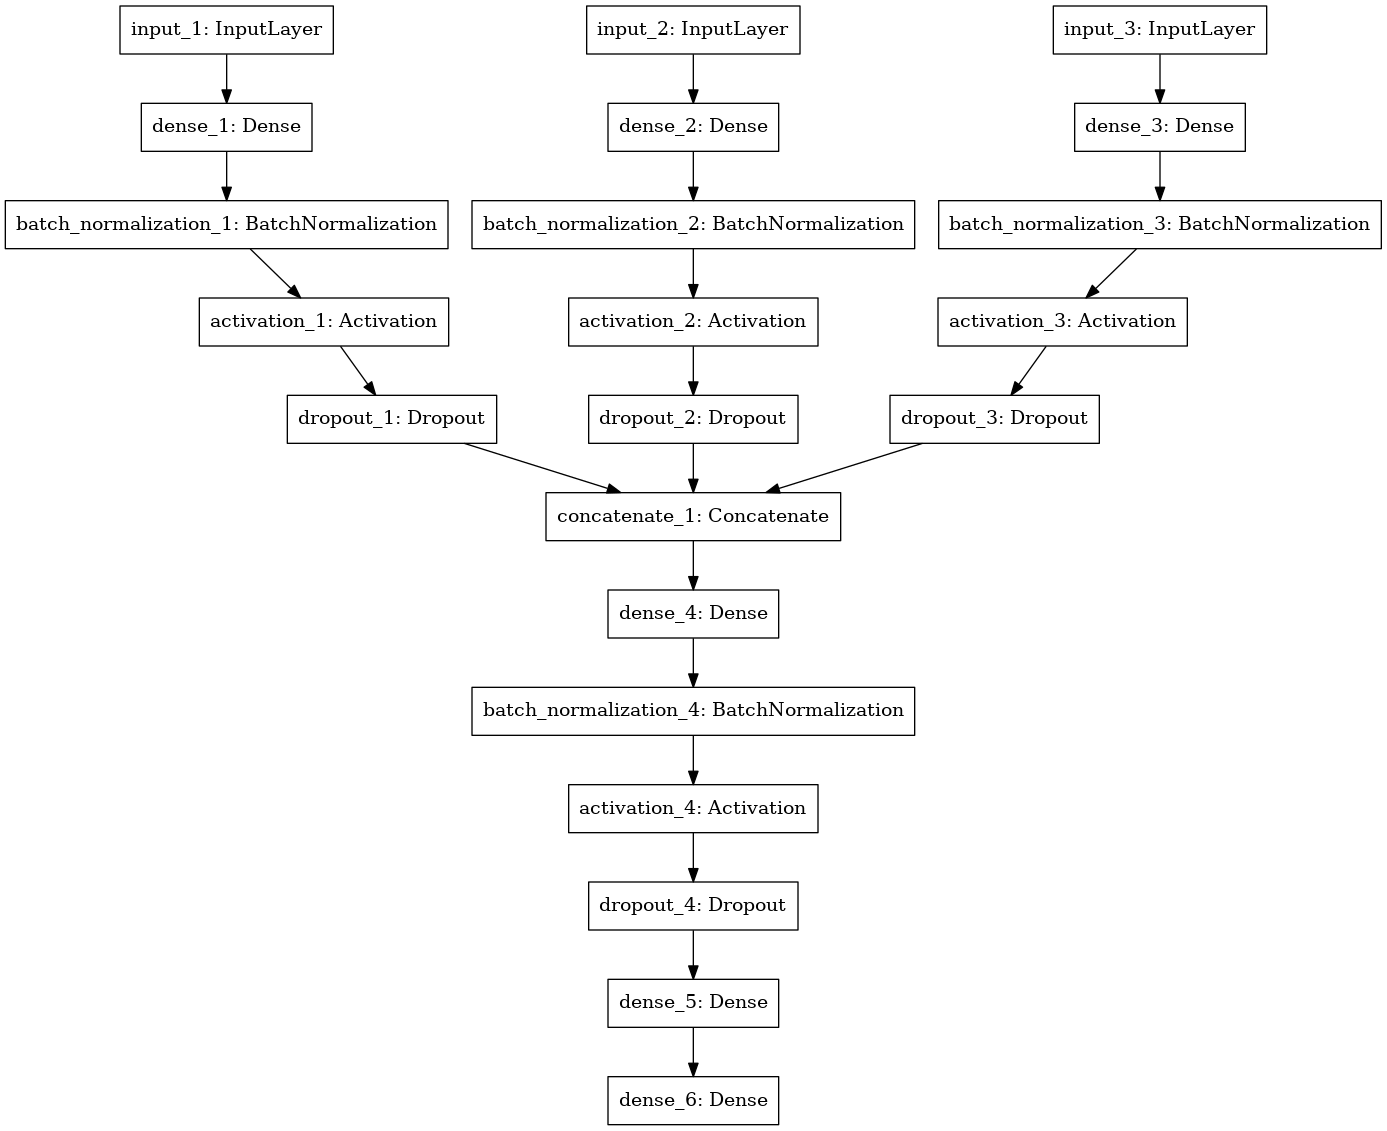 input_1: InputLayer
input_2: InputLayer
input_3: InputLayer
dense_1: Dense
dense_2: Dense
dense_3: Dense
batch_normalization_1: BatchNormalization
batch_normalization_2: BatchNormalization
batch_normalization_3: BatchNormalization
activation_1: Activation
activation_2: Activation
activation_3: Activation
dropout_1: Dropout
dropout_2: Dropout
dropout_3: Dropout
concatenate_1: Concatenate
dense_4: Dense
batch_normalization_4: BatchNormalization
activation_4: Activation
dropout_4: Dropout
dense_5: Dense
dense_6: Dense